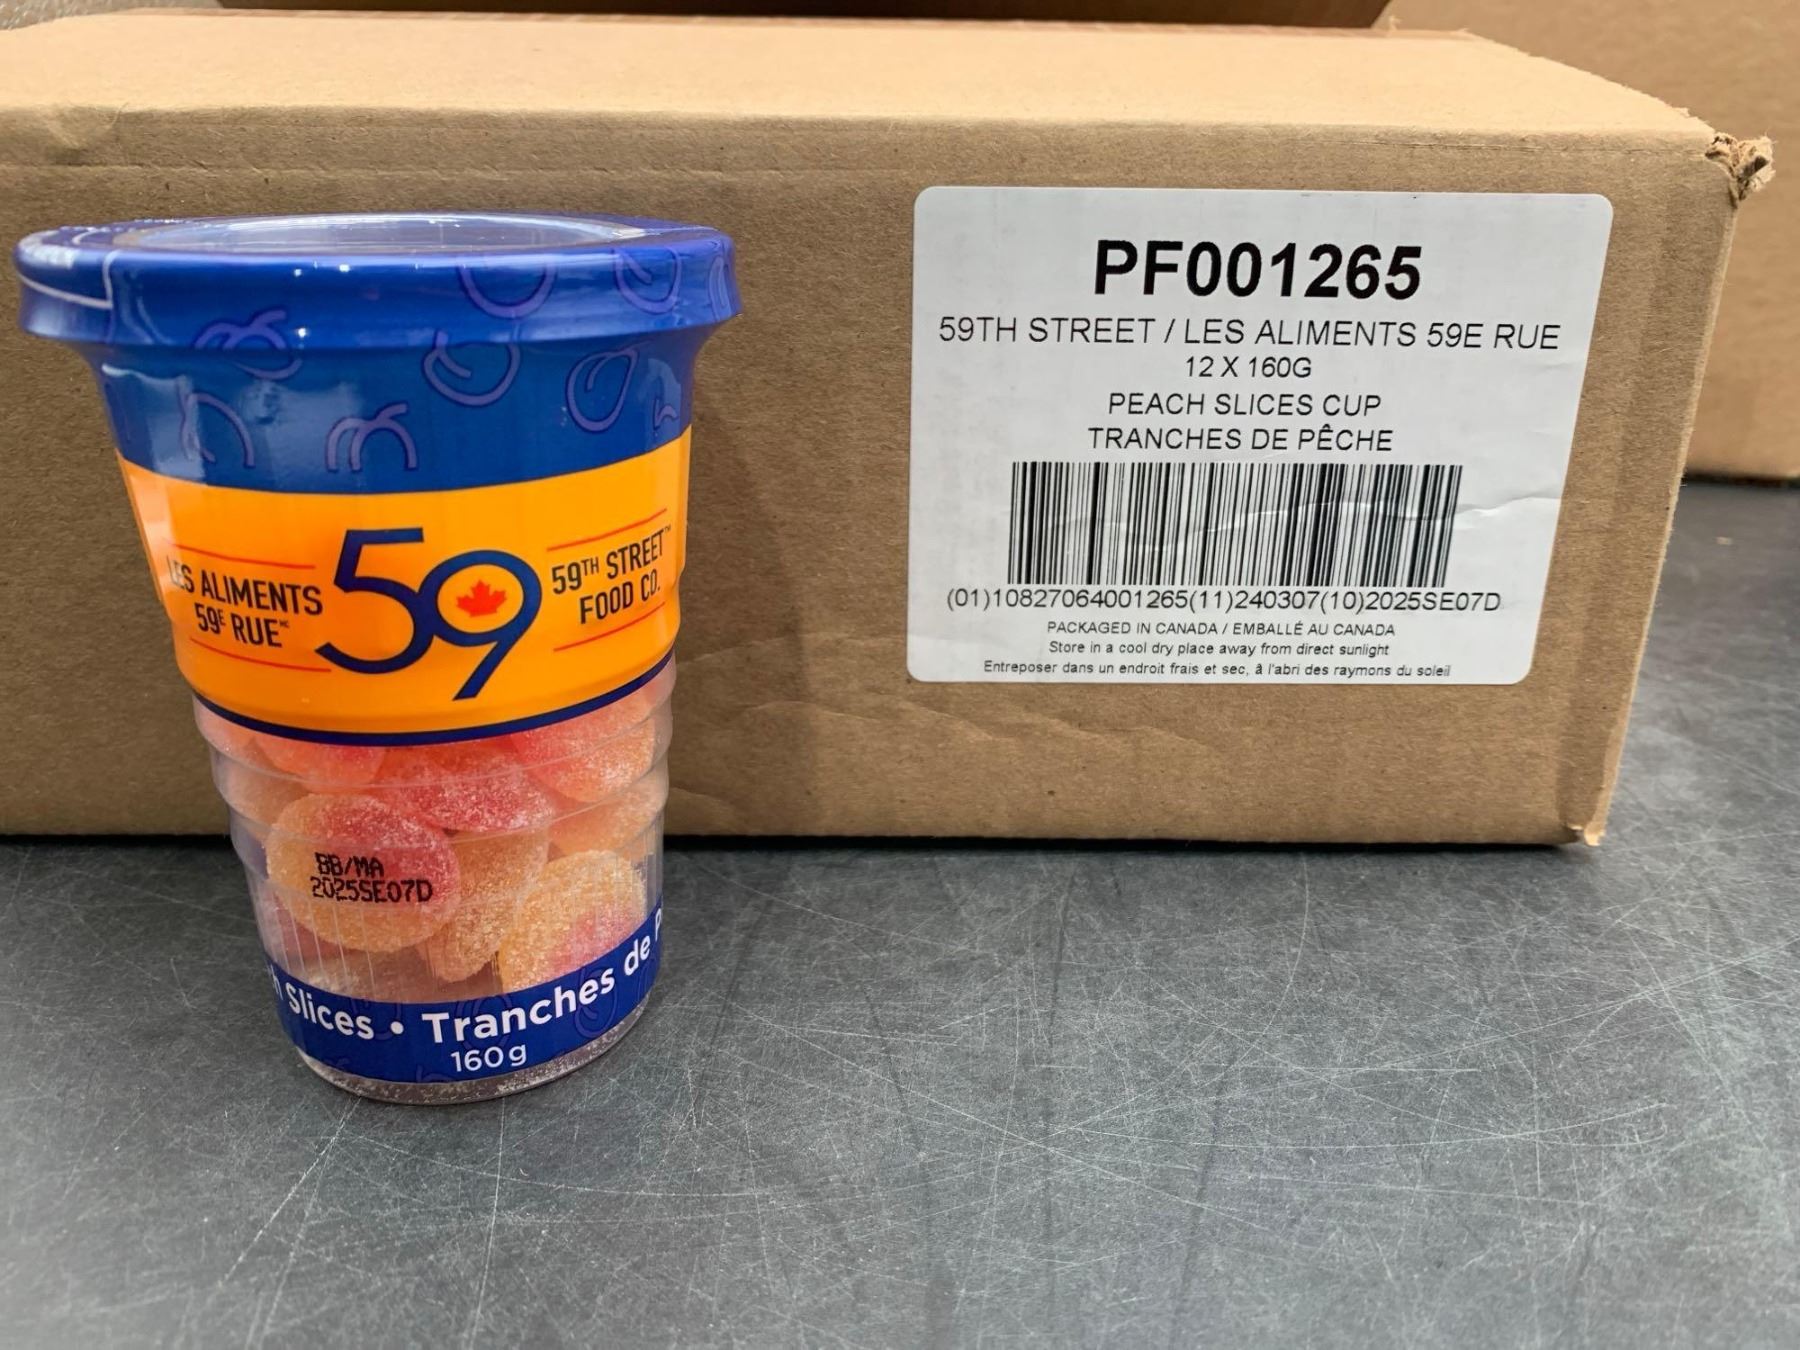 LES ALIMENTS
59E RUE MC
59
59TH STREET™
FOOD CO.
BB/MA
2025SE07D
Slices • Tranches de
160g
PF001265
59TH STREET / LES ALIMENTS 59E RUE
12 X 160G
PEACH SLICES CUP
TRANCHES DE PÊCHE
(01)10827064001265(11)240307(10)2025SE07D
PACKAGED IN CANADA / EMBALLÉ AU CANADA
Store in a cool dry place away from direct sunlight
Entreposer dans un endroit frais et sec, à l'abri des raymons du soleil